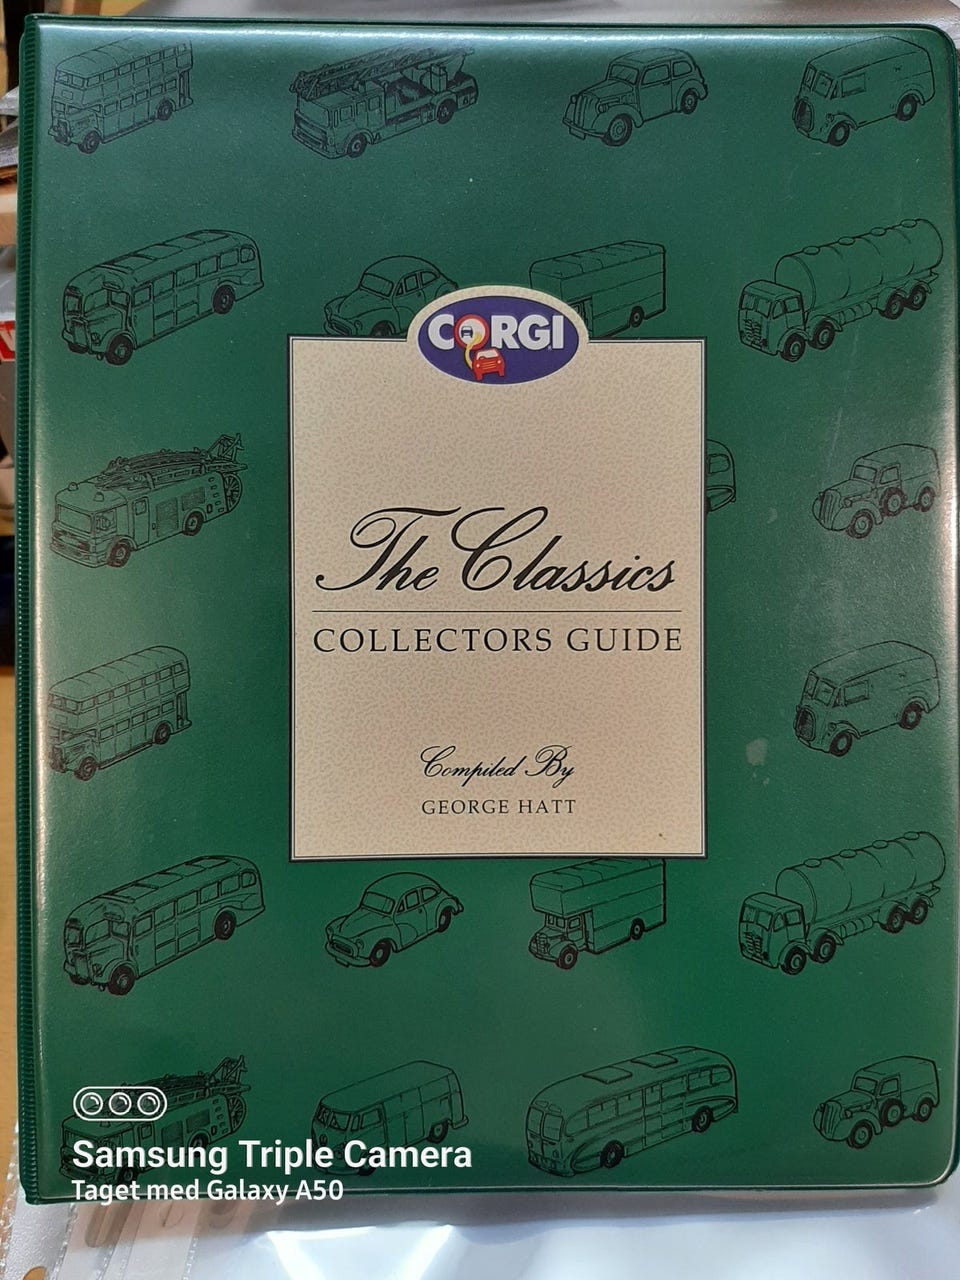 CORGI
The Classics
COLLECTORS GUIDE
Compiled By
GEORGE HATT
Samsung Triple Camera
Taget med Galaxy A50